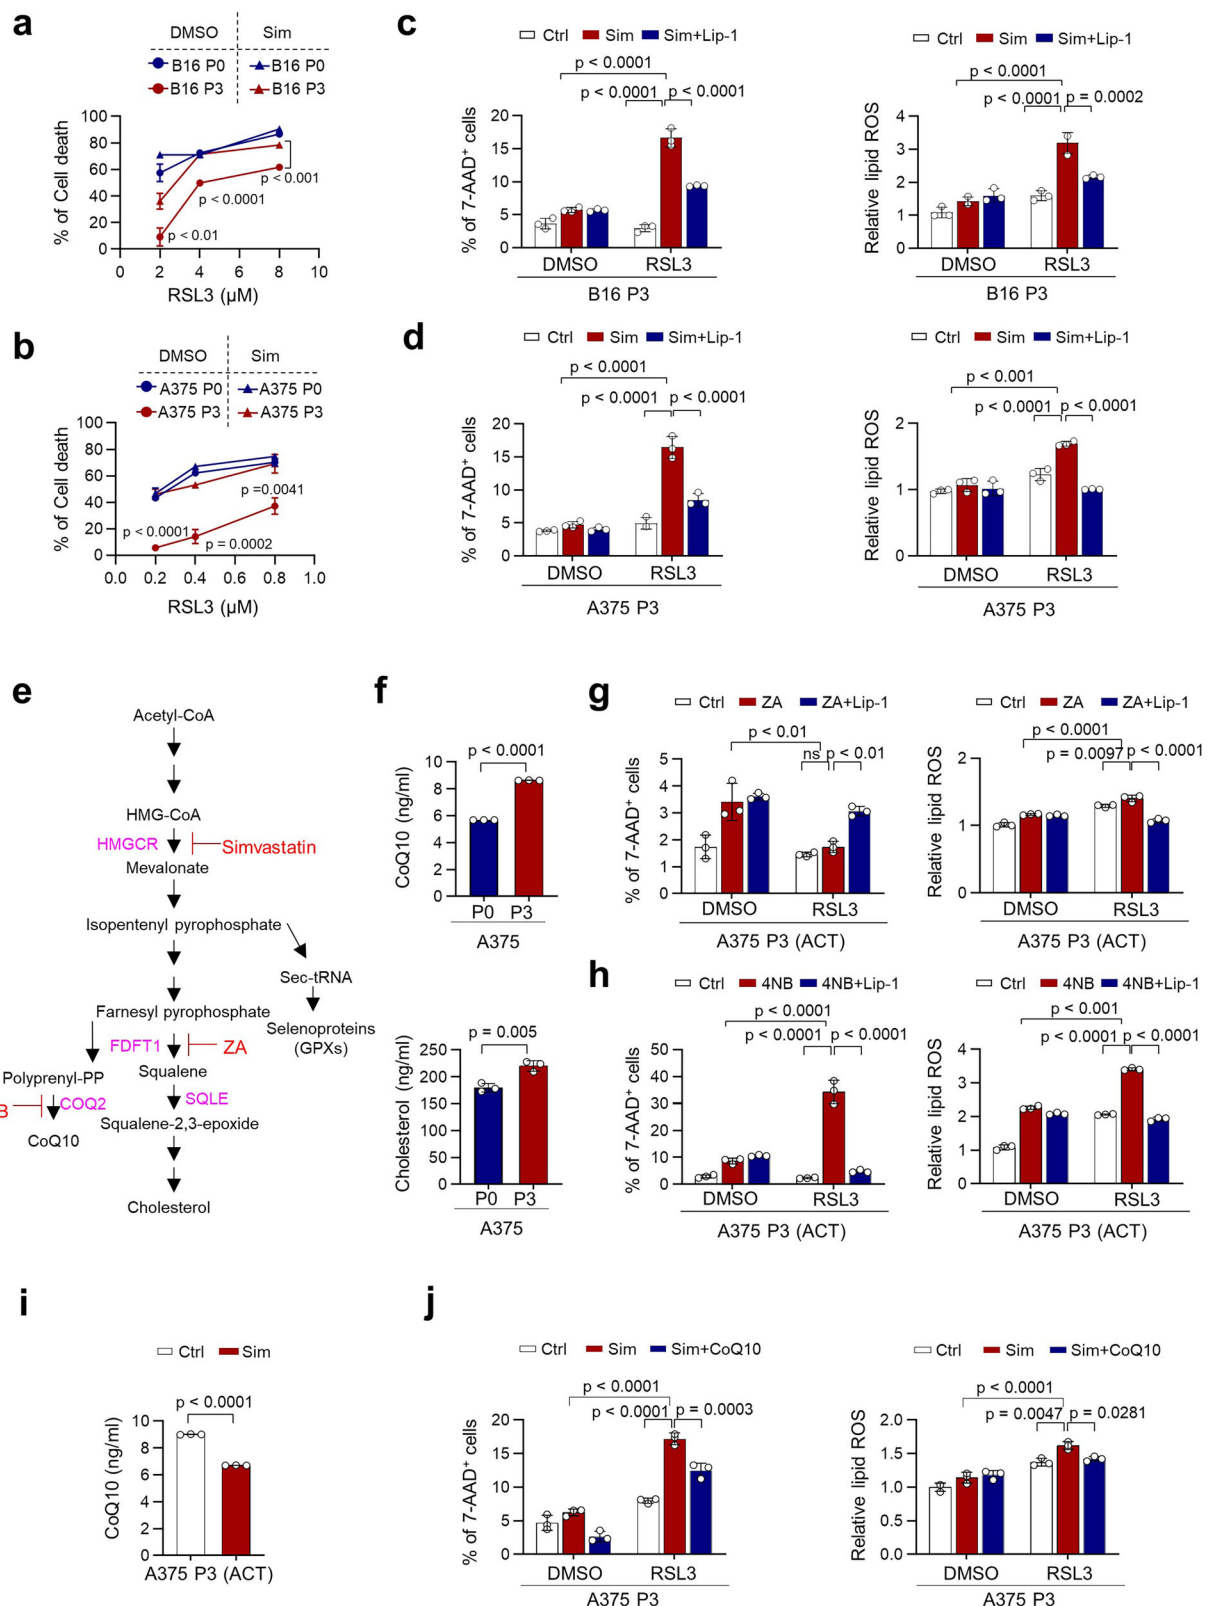 a
DMSO Sim
B16 P0 B16 P0
B16 P3 B16 P3
% of Cell death
100
80
60
40
20
0
p < 0.001
p < 0.0001
p < 0.01
0 2 4 6 8 10
RSL3 (µM)
b
DMSO Sim
A375 P0 A375 P0
A375 P3 A375 P3
% of Cell death
100
80
60
40
20
0
p =0.0041
p < 0.0001
p = 0.0002
0.0 0.2 0.4 0.6 0.8 1.0
RSL3 (µM)
c
Ctrl Sim Sim+Lip-1
p < 0.0001
p < 0.0001 p < 0.0001
% of 7-AAD+ cells
20
15
10
5
0
DMSO RSL3
B16 P3
Ctrl Sim Sim+Lip-1
p < 0.0001
p < 0.0001 p = 0.0002
Relative lipid ROS
4
3
2
1
0
DMSO RSL3
B16 P3
d
Ctrl Sim Sim+Lip-1
p < 0.0001
p < 0.0001 p < 0.0001
% of 7-AAD+ cells
20
15
10
5
0
DMSO RSL3
A375 P3
Ctrl Sim Sim+Lip-1
p < 0.001
p < 0.0001 p < 0.0001
Relative lipid ROS
2
1
0
DMSO RSL3
A375 P3
e
Acetyl-CoA
HMG-CoA
HMGCR Simvastatin
Mevalonate
Isopentenyl pyrophosphate
Sec-tRNA
Farnesyl pyrophosphate
Selenoproteins
(GPXs)
FDFT1 ZA
Polyprenyl-PP Squalene
B COQ2 SQLE
CoQ10 Squalene-2,3-epoxide
Cholesterol
f
p < 0.0001
CoQ10 (ng/ml)
10
8
6
4
2
0
P0 P3
A375
p = 0.005
Cholesterol (ng/ml)
250
200
150
100
50
0
P0 P3
A375
g
Ctrl ZA ZA+Lip-1
p < 0.01
ns p < 0.01
% of 7-AAD+ cells
5
4
3
2
1
0
DMSO RSL3
A375 P3 (ACT)
Ctrl ZA ZA+Lip-1
p < 0.0001
p = 0.0097 p < 0.0001
Relative lipid ROS
2
1
0
DMSO RSL3
A375 P3 (ACT)
h
Ctrl 4NB 4NB+Lip-1
p < 0.0001
p < 0.0001 p < 0.0001
% of 7-AAD+ cells
50
40
30
20
10
0
DMSO RSL3
A375 P3 (ACT)
Ctrl 4NB 4NB+Lip-1
p < 0.001
p < 0.0001 p < 0.0001
Relative lipid ROS
4
3
2
1
0
DMSO RSL3
A375 P3 (ACT)
i
Ctrl Sim
p < 0.0001
CoQ10 (ng/ml)
10
8
6
4
2
0
A375 P3 (ACT)
j
Ctrl Sim Sim+CoQ10
p < 0.0001
p < 0.0001 p = 0.0003
% of 7-AAD+ cells
20
15
10
5
0
DMSO RSL3
A375 P3
Ctrl Sim Sim+CoQ10
p < 0.0001
p = 0.0047 p = 0.0281
Relative lipid ROS
2.0
1.5
1.0
0.5
0.0
DMSO RSL3
A375 P3